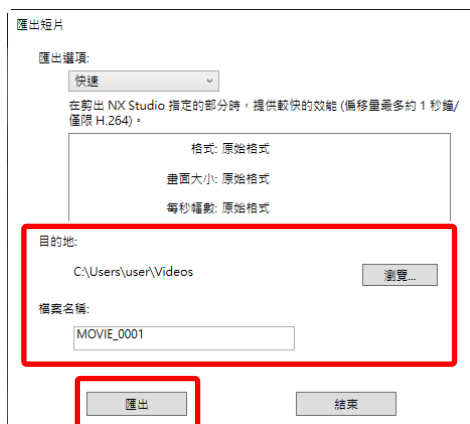 匯出短片
匯出選項:
快速
在剪出 NX Studio 指定的部分時，提供較快的效能 (偏移量最多約 1 秒鐘/
僅限 H.264)。
格式: 原始格式
畫面大小: 原始格式
每秒幅數: 原始格式
目的地:
C:\Users\user\Videos
瀏覽...
檔案名稱:
MOVIE_0001
匯出
結束